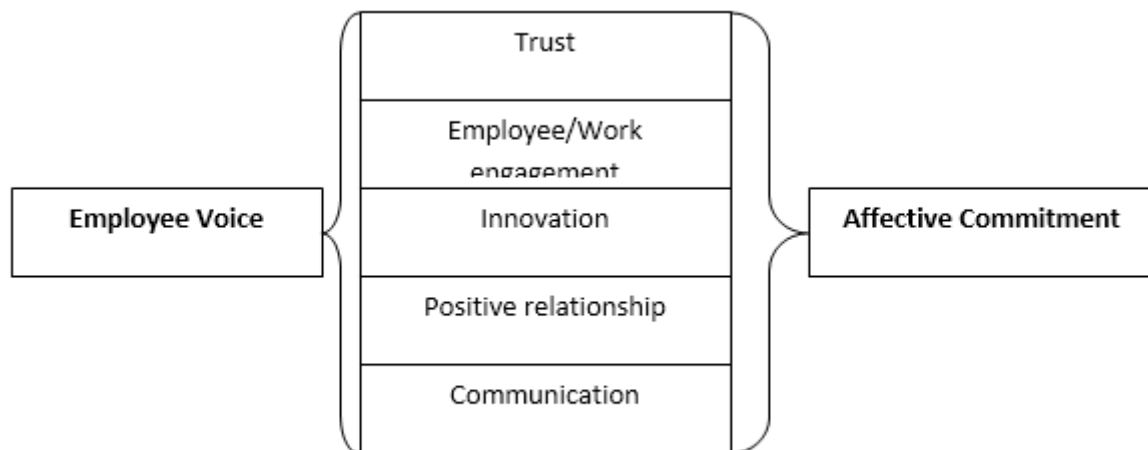 Trust
Employee/Work
engagement
Employee Voice
Innovation
Affective Commitment
Positive relationship
Communication